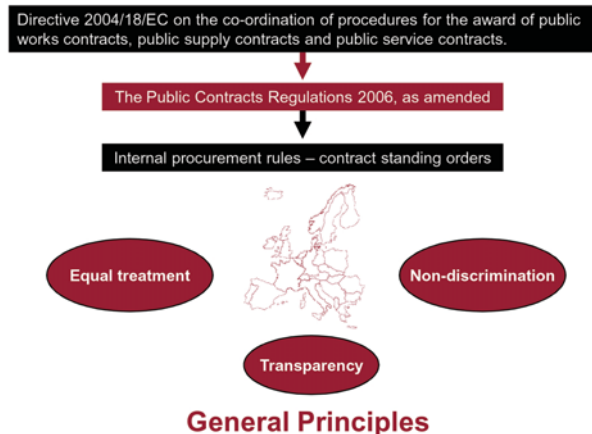 Directive 2004/18/EC on the co-ordination of procedures for the award of public
works contracts, public supply contracts and public service contracts.
The Public Contracts Regulations 2006, as amended
Internal procurement rules – contract standing orders
Equal treatment
Non-discrimination
Transparency
General Principles